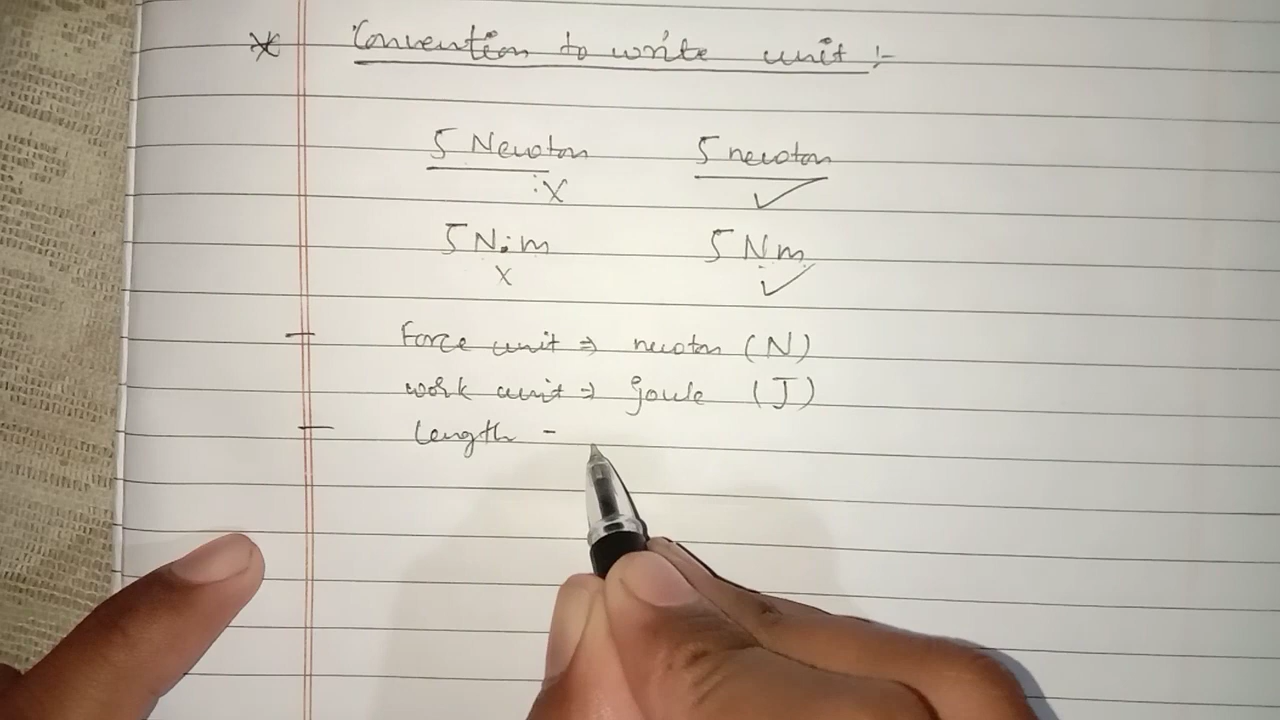 * Convention to write unit :-
5 Newton 5 newton
X ✓
5 N.m 5 Nm
X ✓
Force unit ⇒ newton (N)
work unit ⇒ joule (J)
length -